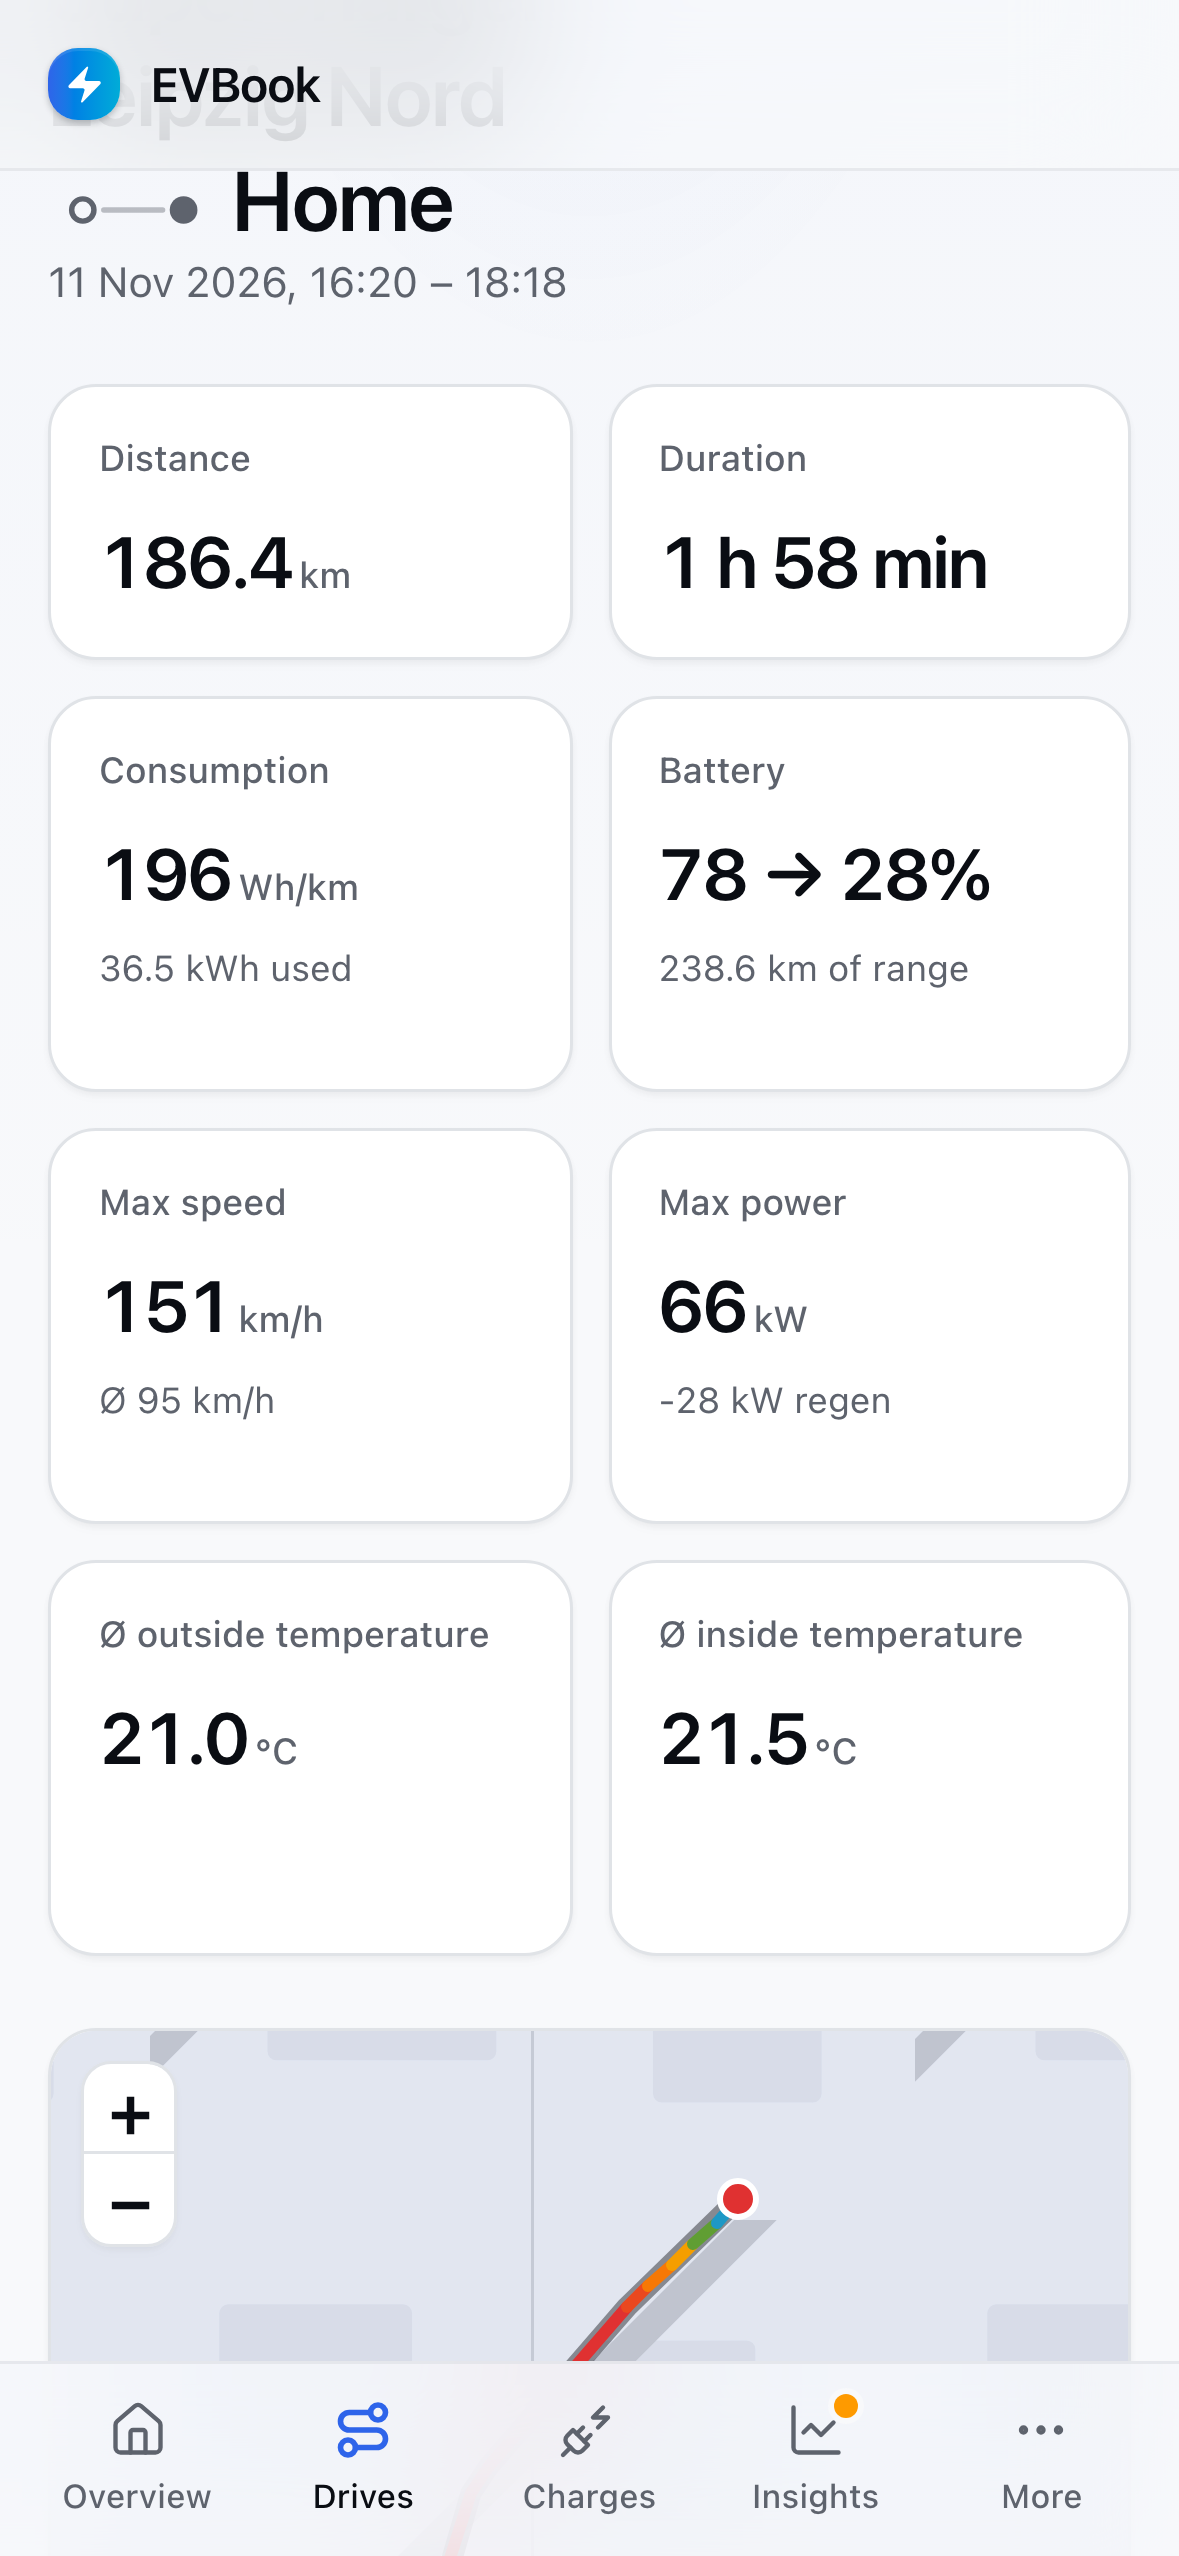 EVBook
Leipzig Nord
Home
11 Nov 2026, 16:20 – 18:18
Distance
186.4 km
Duration
1 h 58 min
Consumption
196 Wh/km
36.5 kWh used
Battery
78 → 28%
238.6 km of range
Max speed
151 km/h
Ø 95 km/h
Max power
66 kW
-28 kW regen
Ø outside temperature
21.0 °C
Ø inside temperature
21.5 °C
+
−
Overview
Drives
Charges
Insights
More